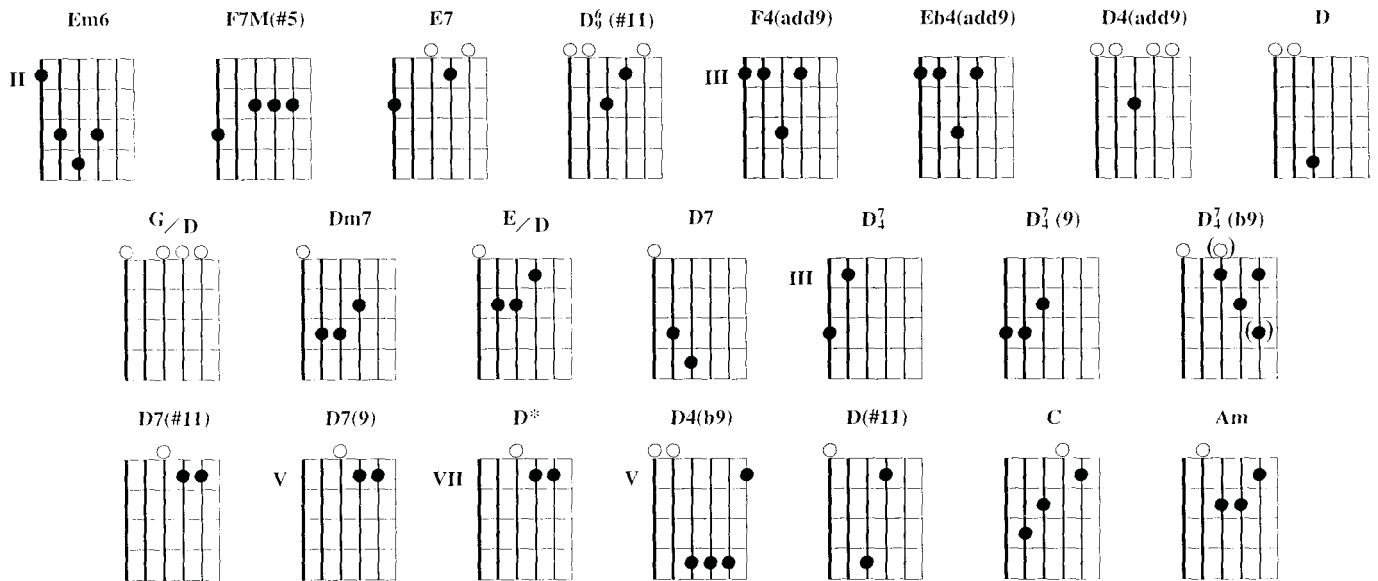 Em6 F7M(#5) E7 D6/9 (#11) F4(add9) Eb4(add9) D4(add9) D
II III
G/D Dm7 E/D D7 D7/4 D7/4 (9) D7/4 (b9)
( )
III
( )
D7(#11) D7(9) D* D4(b9) D(#11) C Am
V VII V